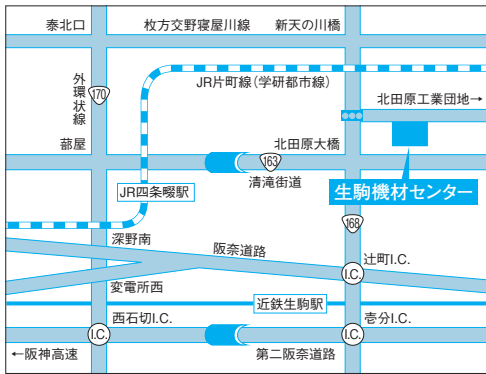 泰北口
枚方交野寝屋川線
新天の川橋
JR片町線(学研都市線)
外環状線
170
北田原工業団地→
蔀屋
北田原大橋
163
清滝街道
JR四条畷駅
生駒機材センター
168
深野南
阪奈道路
辻町I.C.
I.C.
変電所西
近鉄生駒駅
西石切I.C.
壱分I.C.
I.C.
I.C.
←阪神高速
第二阪奈道路